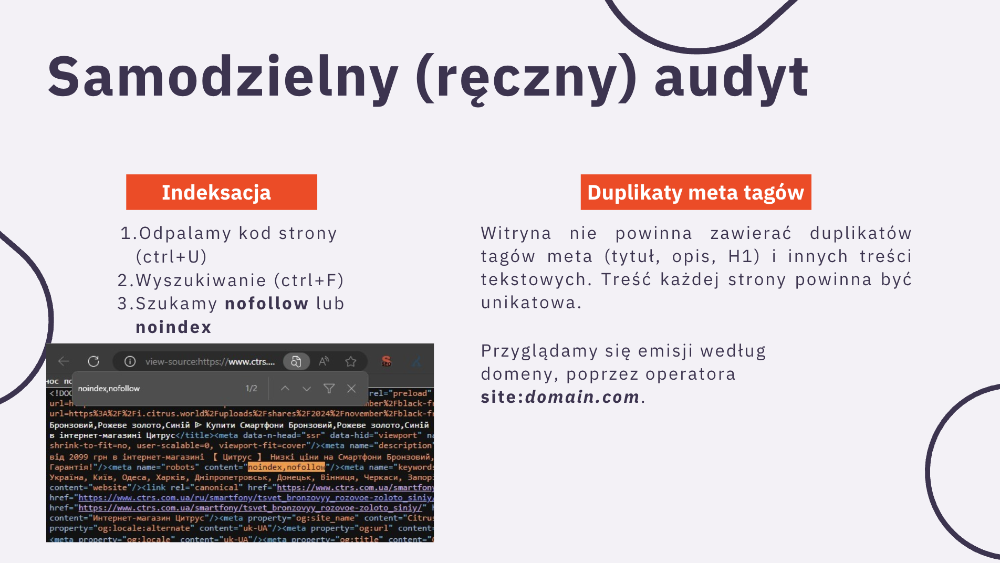 Samodzielny (ręczny) audyt
Indeksacja
1.Odpalamy kod strony
(ctrl+U)
2.Wyszukiwanie (ctrl+F)
3.Szukamy nofollow lub
noindex
view-source:https://www.ctrs....
noindex,nofollow 1/2
<!DOC rel="preload"
url=h mber%2Fblack-fr
url=https%3A%2F%2Fi.citrus.world%2Fuploads%2Fshares%2F2024%2Fnovember%2Fblack-fr
Бронзовий,Рожеве золото,Синій ⩥ Купити Смартфони Бронзовий,Рожеве золото,Синій
в інтернет-магазині Цитрус</title><meta data-n-head="ssr" data-hid="viewport" na
shrink-to-fit=no, user-scalable=0, viewport-fit=cover"/><meta name="description"
від 2099 грн в інтернет-магазині 【 Цитрус 】 Низкі ціни на Смартфони Бронзовий,
Гарантія!"/><meta name="robots" content="noindex,nofollow"/><meta name="keywords
Україна, Київ, Одеса, Харків, Дніпропетровськ, Донецьк, Вінниця, Черкаси, Запорі
content="website"/><link rel="canonical" href="https://www.ctrs.com.ua/smartfony
href="https://www.ctrs.com.ua/ru/smartfony/tsvet_bronzovyy_rozovoe-zoloto_siniy/
href="https://www.ctrs.com.ua/smartfony/tsvet_bronzovyy_rozovoe-zoloto_siniy/" h
content="Интернет-магазин Цитрус"/><meta property="og:site_name" content="Citrus
property="og:locale:alternate" content="uk-UA"/><meta property="og:url" content=
<meta property="og:locale" content="uk-UA"/><meta property="og:title" content="
Duplikaty meta tagów
Witryna nie powinna zawierać duplikatów
tagów meta (tytuł, opis, H1) i innych treści
tekstowych. Treść każdej strony powinna być
unikatowa.
Przyglądamy się emisji według
domeny, poprzez operatora
site:domain.com.